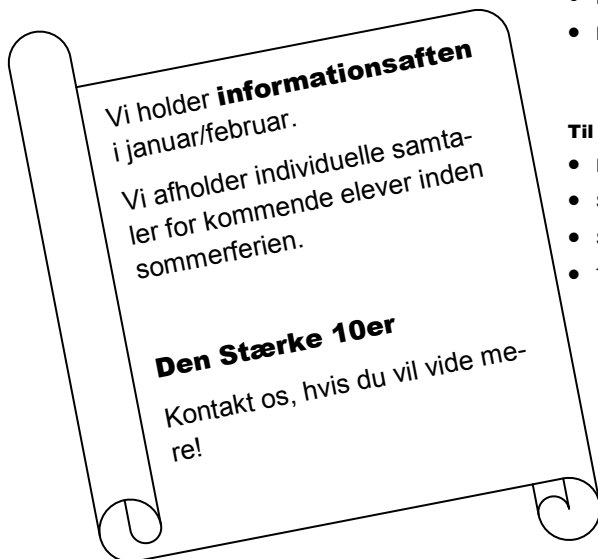 Vi holder informationsaften
i januar/februar.
Vi afholder individuelle samta-
ler for kommende elever inden
sommerferien.
Den Stærke 10er
Kontakt os, hvis du vil vide me-
re!
Til